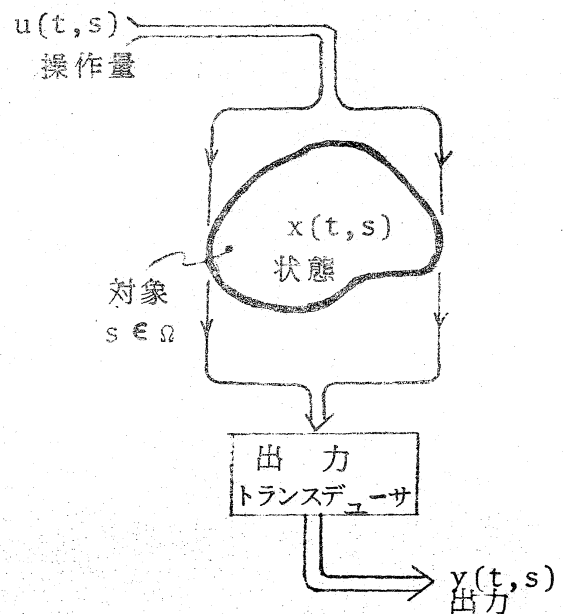 u(t,s)
操作量
x(t,s)
状態
対象
s ∈ Ω
出 力
トランスデューサ
y(t,s)
出力